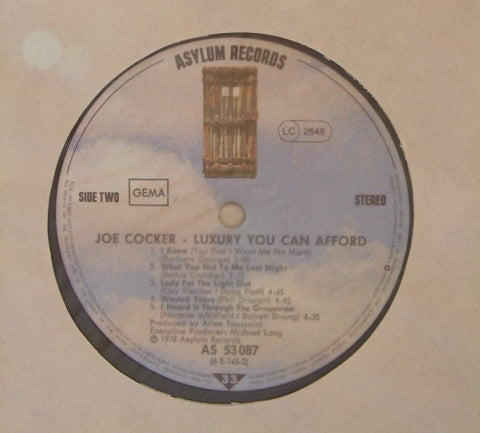 ASYLUM RECORDS
LC 2648
SIDE TWO
GEMA
STEREO
JOE COCKER - LUXURY YOU CAN AFFORD
1. I Know (You Don't Want Me No More)
(Barbara George) 3:06
2. What You Did To Me Last Night
(Bettye Crutcher) 3:25
3. Lady Put The Light Out
(Guy Fletcher / Doug Flett) 4:45
4. Wasted Years (Phil Driscoll) 4:45
5. I Heard It Through The Grapevine
(Norman Whitfield / Barrett Strong) 4:30
Produced by Allen Toussaint
Executive Producer: Michael Lang
℗ 1978 Asylum Records
AS 53 087
(6 E-145-2)
33